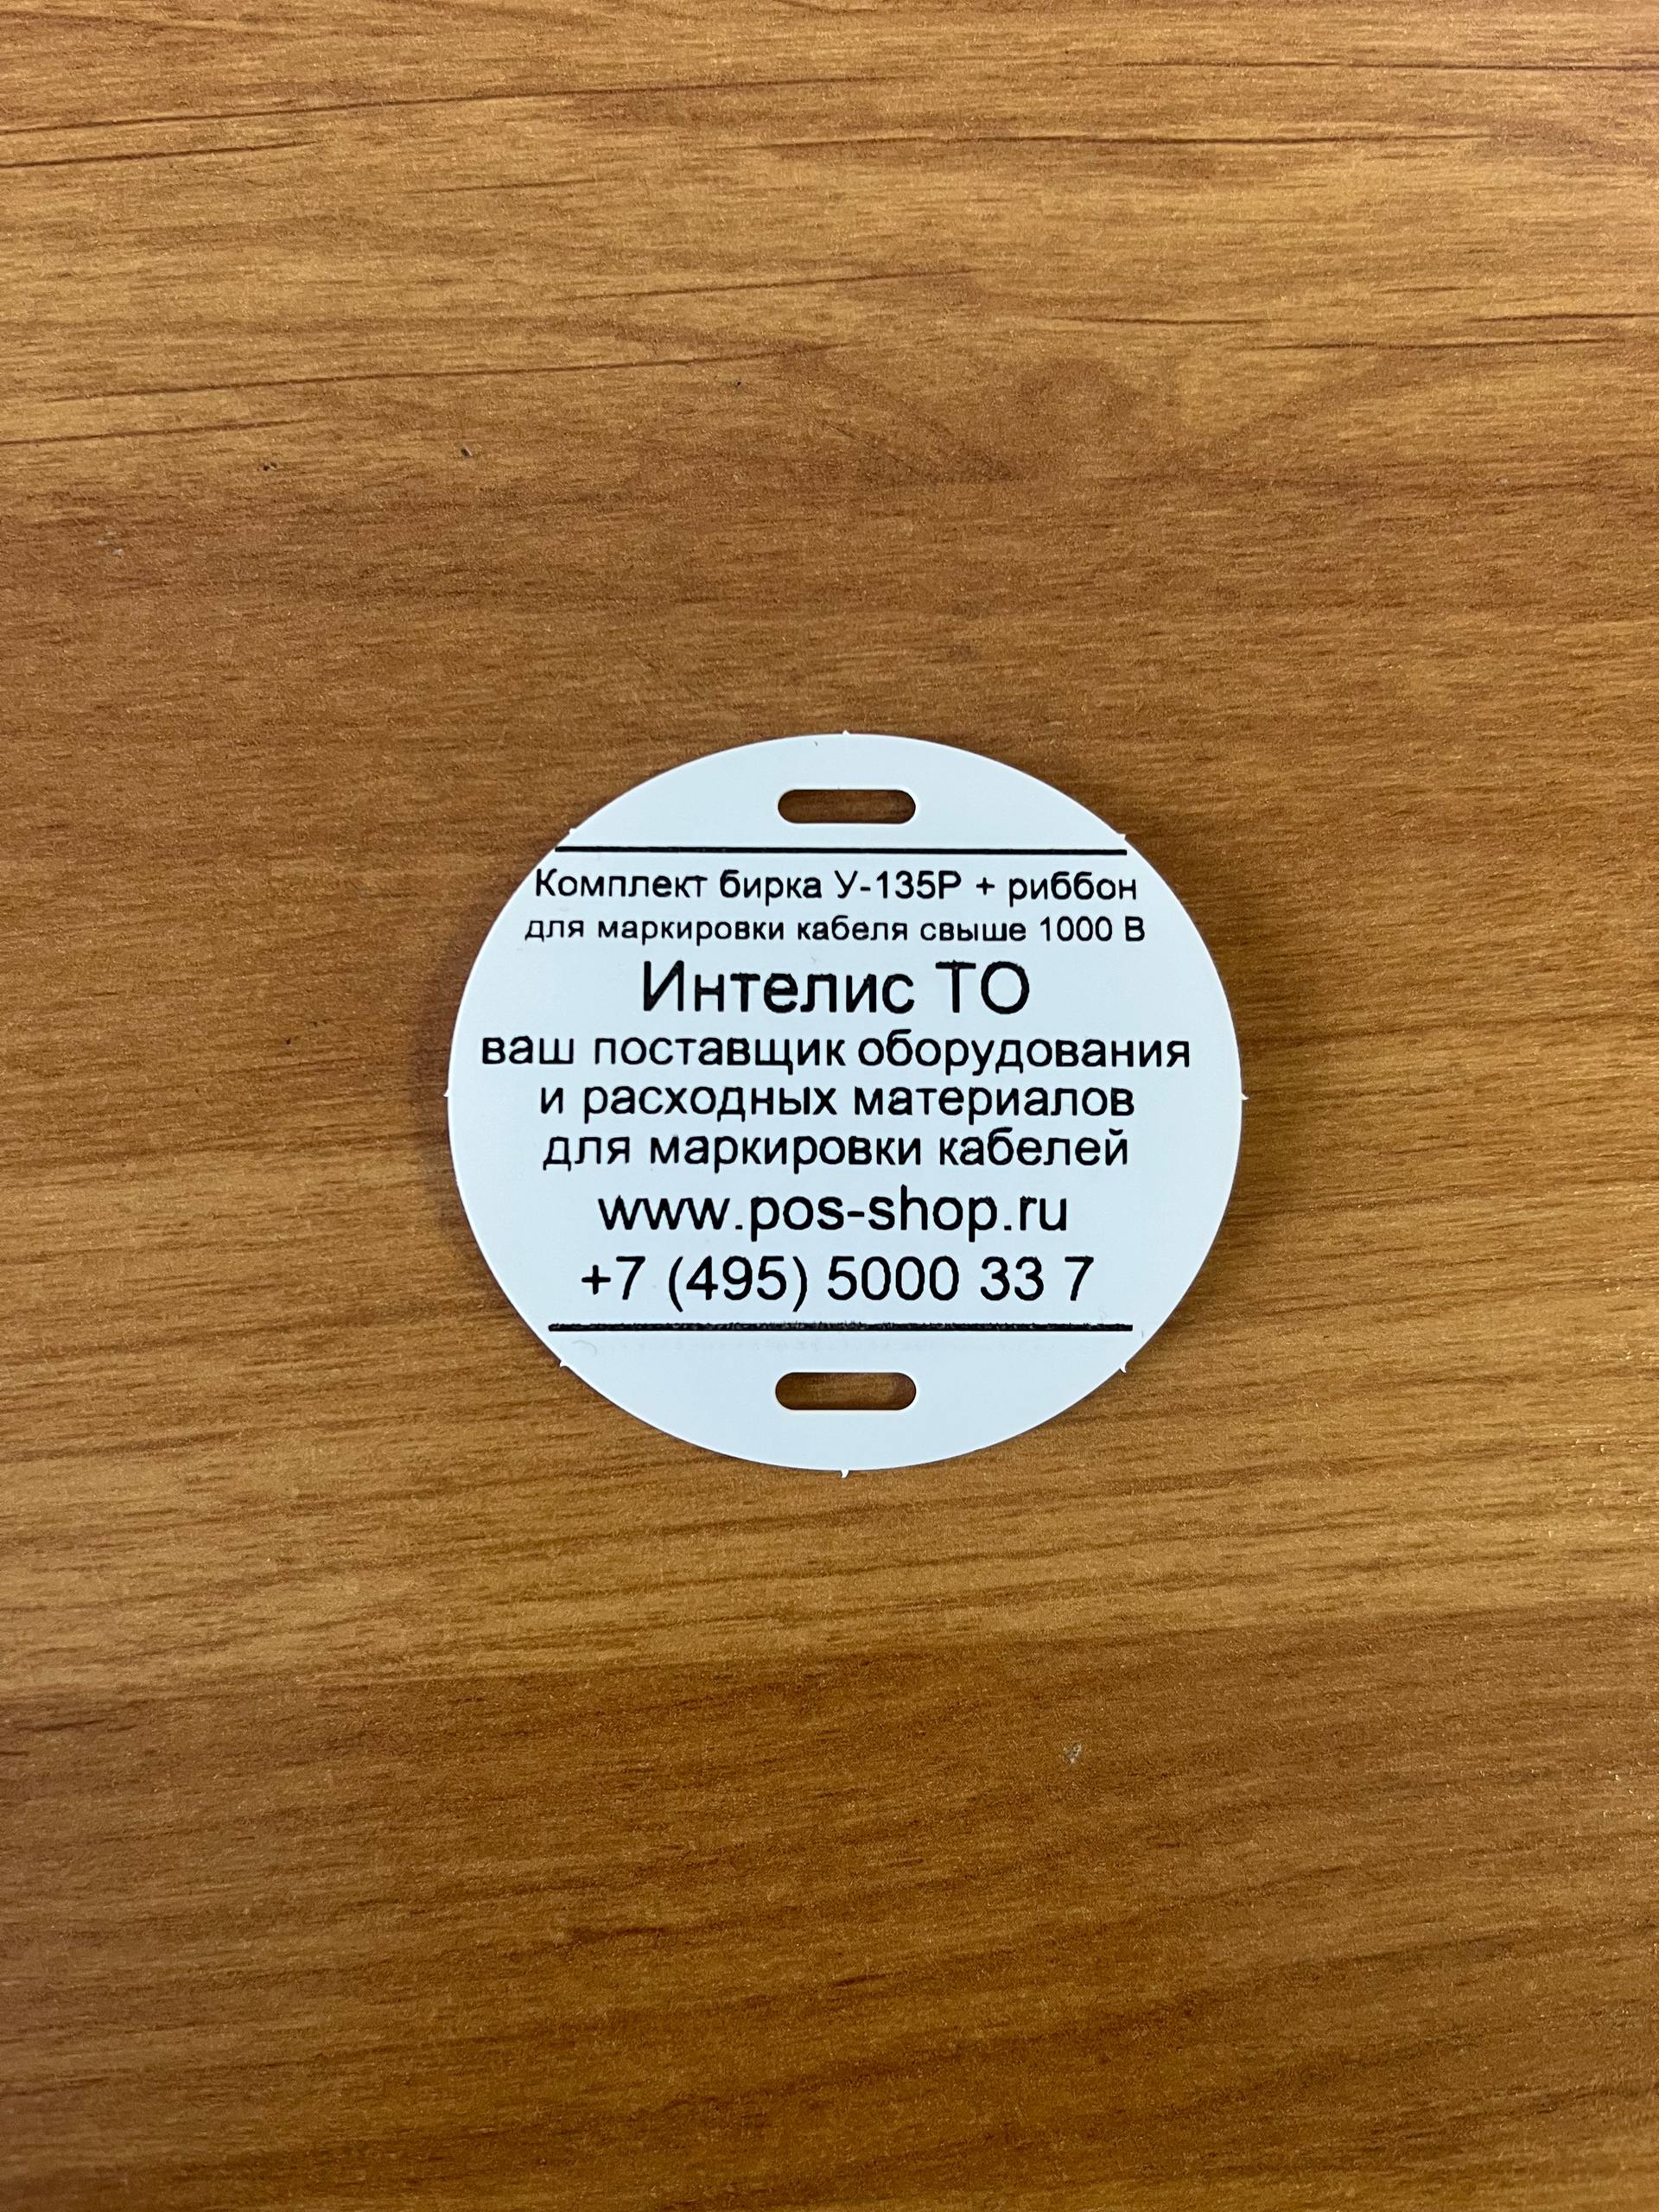 Комплект бирка У-135Р + риббон
для маркировки кабеля свыше 1000 В
Интелис ТО
ваш поставщик оборудования
и расходных материалов
для маркировки кабелей
www.pos-shop.ru
+7 (495) 5000 33 7